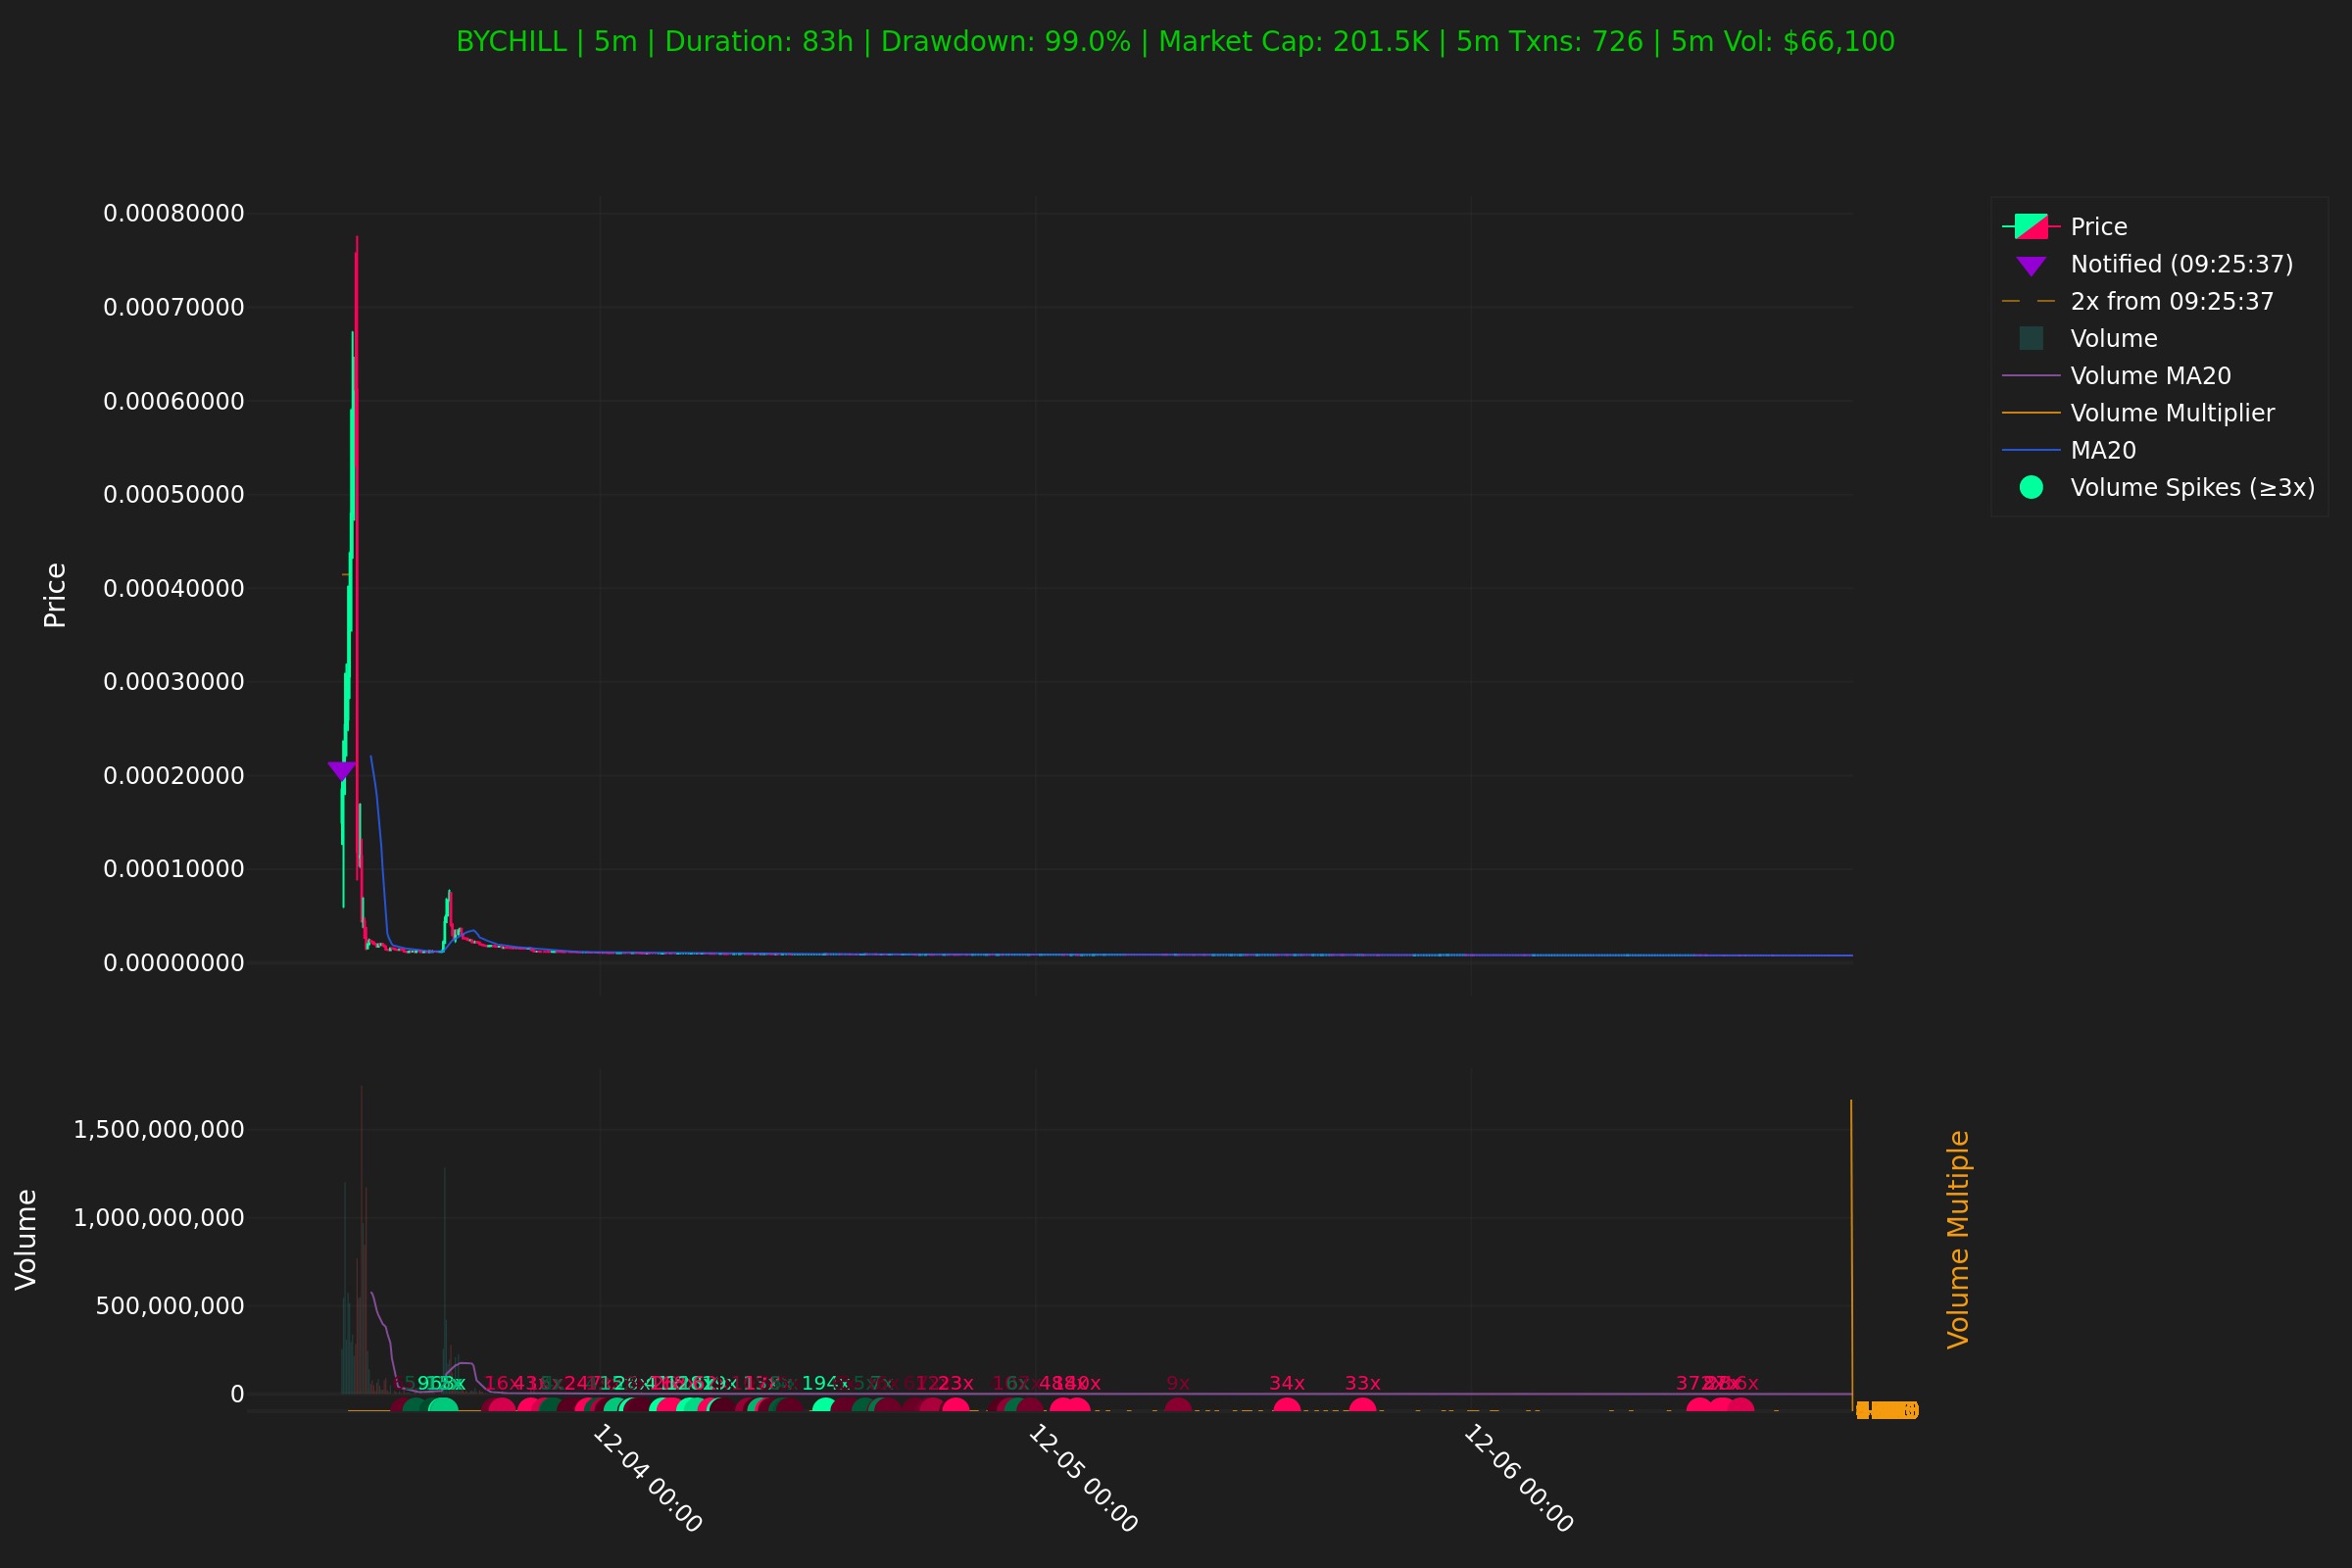 BYCHILL | 5m | Duration: 83h | Drawdown: 99.0% | Market Cap: 201.5K | 5m Txns: 726 | 5m Vol: $66,100
Price
0.00080000
0.00070000
0.00060000
0.00050000
0.00040000
0.00030000
0.00020000
0.00010000
0.00000000
Price
Notified (09:25:37)
2x from 09:25:37
Volume
Volume MA20
Volume Multiplier
MA20
Volume Spikes (≥3x)
Volume
1,500,000,000
1,000,000,000
500,000,000
0
Volume Multiple
16x
194x
23x
9x
34x
33x
12-04 00:00
12-05 00:00
12-06 00:00